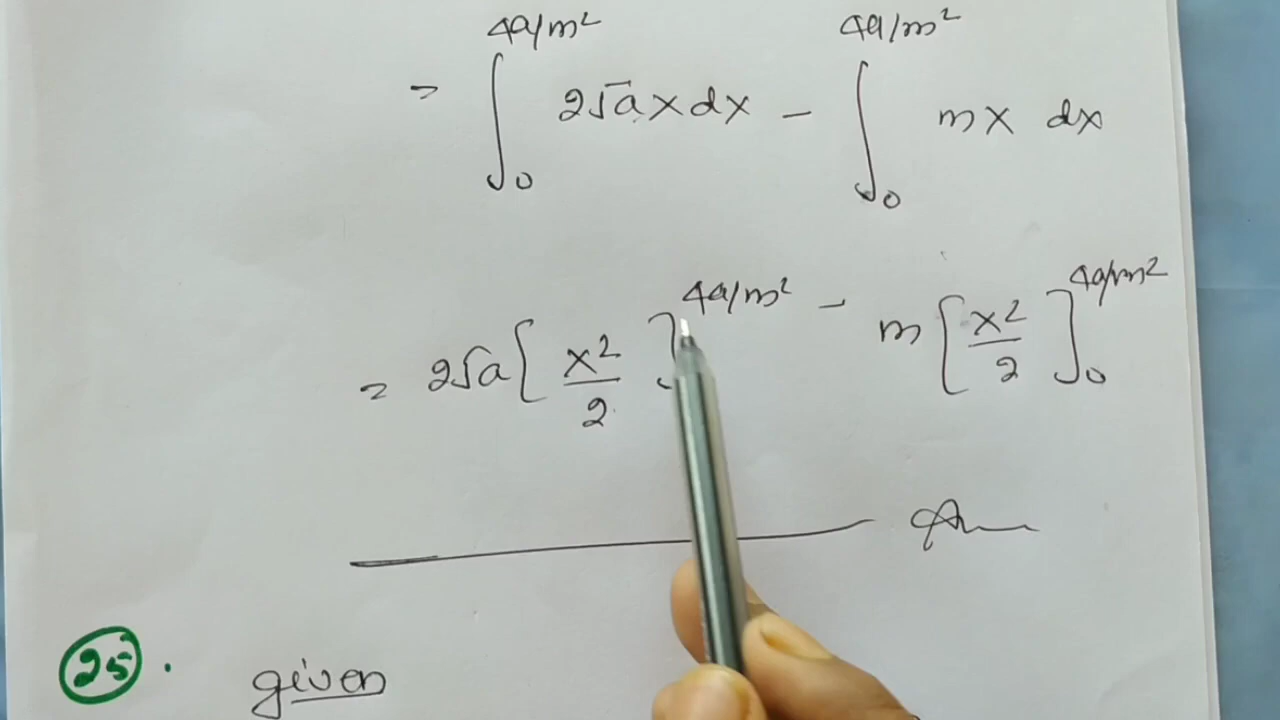 = ∫₀^{4a/m²} 2√a x dx – ∫₀^{4a/m²} mx dx
= 2√a [x²/2]^{4a/m²} – m [x²/2]₀^{4a/m²}
Ans
25. given